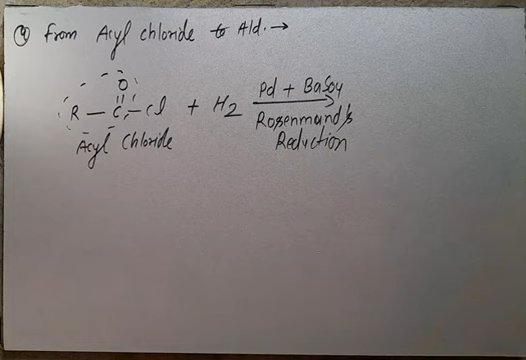 ④ From Acyl chloride to Ald. →
O
R — C — Cl + H2 Pd + BaSo4
Acyl Chloride
Rosenmund's
Reduction